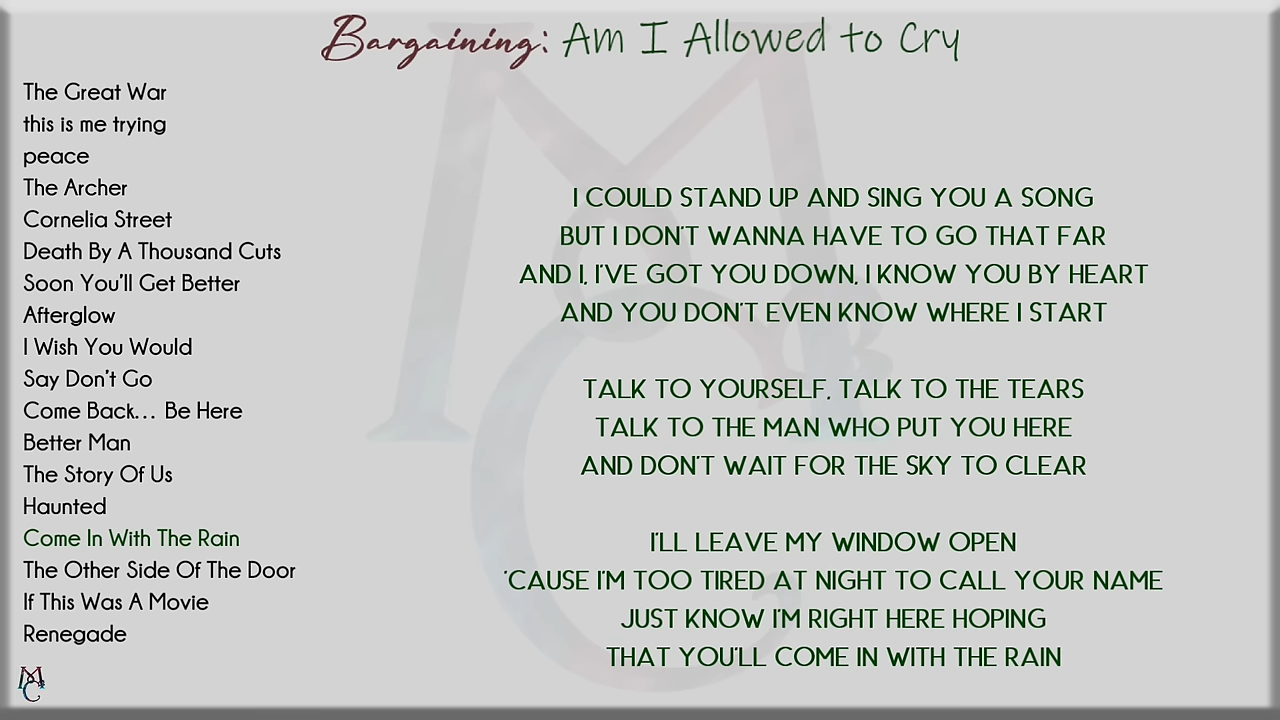 Bargaining: Am I Allowed to Cry
The Great War
this is me trying
peace
The Archer
Cornelia Street
Death By A Thousand Cuts
Soon You'll Get Better
Afterglow
I Wish You Would
Say Don't Go
Come Back... Be Here
Better Man
The Story Of Us
Haunted
Come In With The Rain
The Other Side Of The Door
If This Was A Movie
Renegade
I COULD STAND UP AND SING YOU A SONG
BUT I DON'T WANNA HAVE TO GO THAT FAR
AND I, I'VE GOT YOU DOWN, I KNOW YOU BY HEART
AND YOU DON'T EVEN KNOW WHERE I START
TALK TO YOURSELF, TALK TO THE TEARS
TALK TO THE MAN WHO PUT YOU HERE
AND DON'T WAIT FOR THE SKY TO CLEAR
I'LL LEAVE MY WINDOW OPEN
'CAUSE I'M TOO TIRED AT NIGHT TO CALL YOUR NAME
JUST KNOW I'M RIGHT HERE HOPING
THAT YOU'LL COME IN WITH THE RAIN